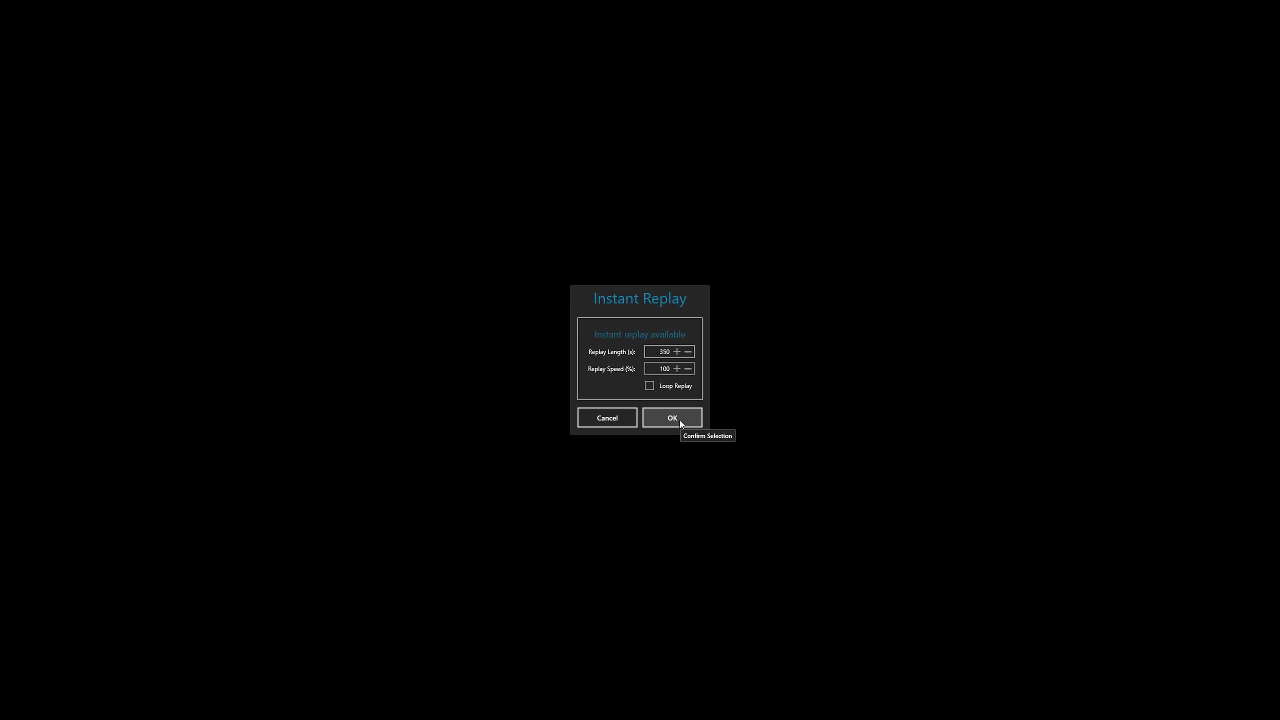 Instant Replay
Instant replay available
Replay Length (s): 350
Replay Speed (%): 100
Loop Replay
Cancel OK
Confirm Selection